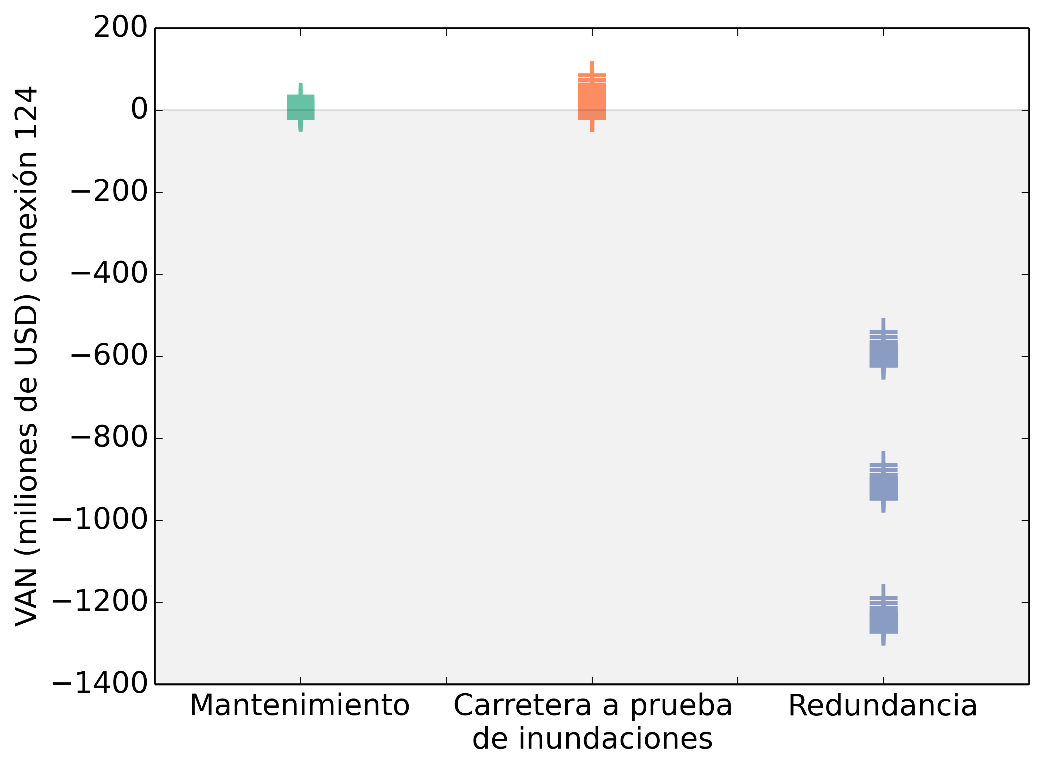 VAN (miliones de USD) conexión 124
200
0
−200
−400
−600
−800
−1000
−1200
−1400
Mantenimiento
Carretera a prueba
de inundaciones
Redundancia